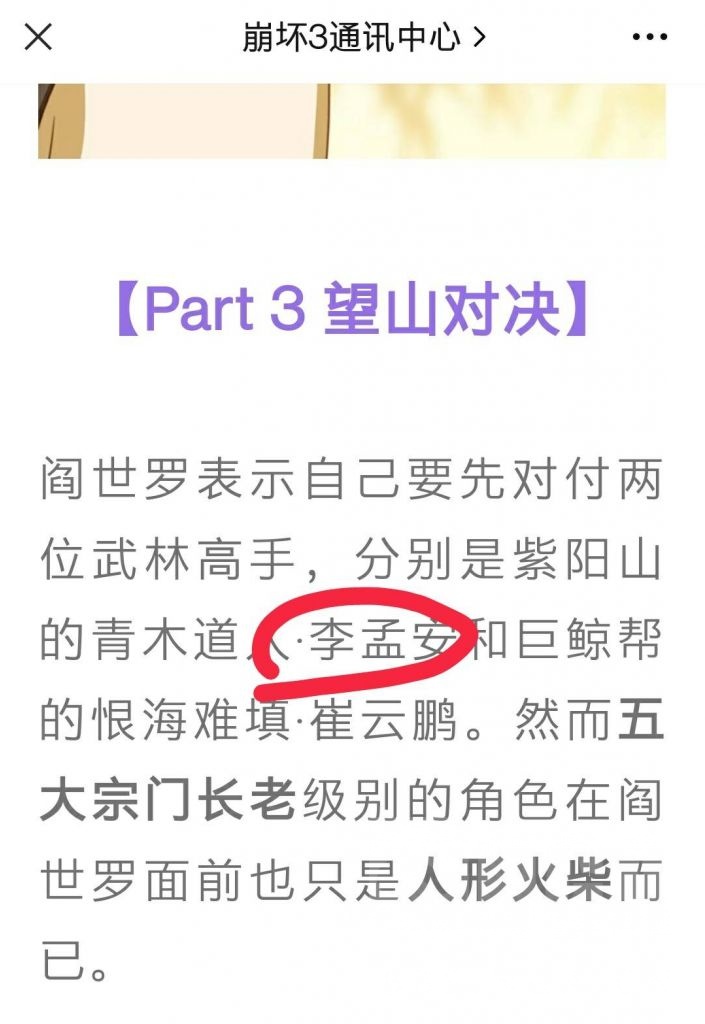 崩坏3通讯中心
【Part 3 望山对决】
阎世罗表示自己要先对付两
位武林高手，分别是紫阳山
的青木道人·李孟安和巨鲸帮
的恨海难填·崔云鹏。然而五
大宗门长老级别的角色在阎
世罗面前也只是人形火柴而
已。